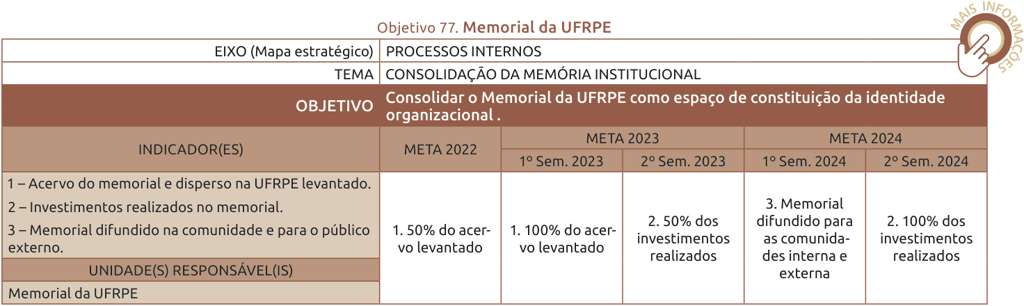 Objetivo 77. Memorial da UFRPE
MAIS INFORMAÇÕES
EIXO (Mapa estratégico) PROCESSOS INTERNOS
TEMA CONSOLIDAÇÃO DA MEMÓRIA INSTITUCIONAL
OBJETIVO Consolidar o Memorial da UFRPE como espaço de constituição da identidade
organizacional .
INDICADOR(ES) META 2022 META 2023 META 2024
1º Sem. 2023 2º Sem. 2023 1º Sem. 2024 2º Sem. 2024
1 – Acervo do memorial e disperso na UFRPE levantado.
2 – Investimentos realizados no memorial.
3 – Memorial difundido na comunidade e para o público
externo.
UNIDADE(S) RESPONSÁVEL(IS)
Memorial da UFRPE
1. 50% do acer-
vo levantado
1. 100% do acer-
vo levantado
2. 50% dos
investimentos
realizados
3. Memorial
difundido para
as comunida-
des interna e
externa
2. 100% dos
investimentos
realizados